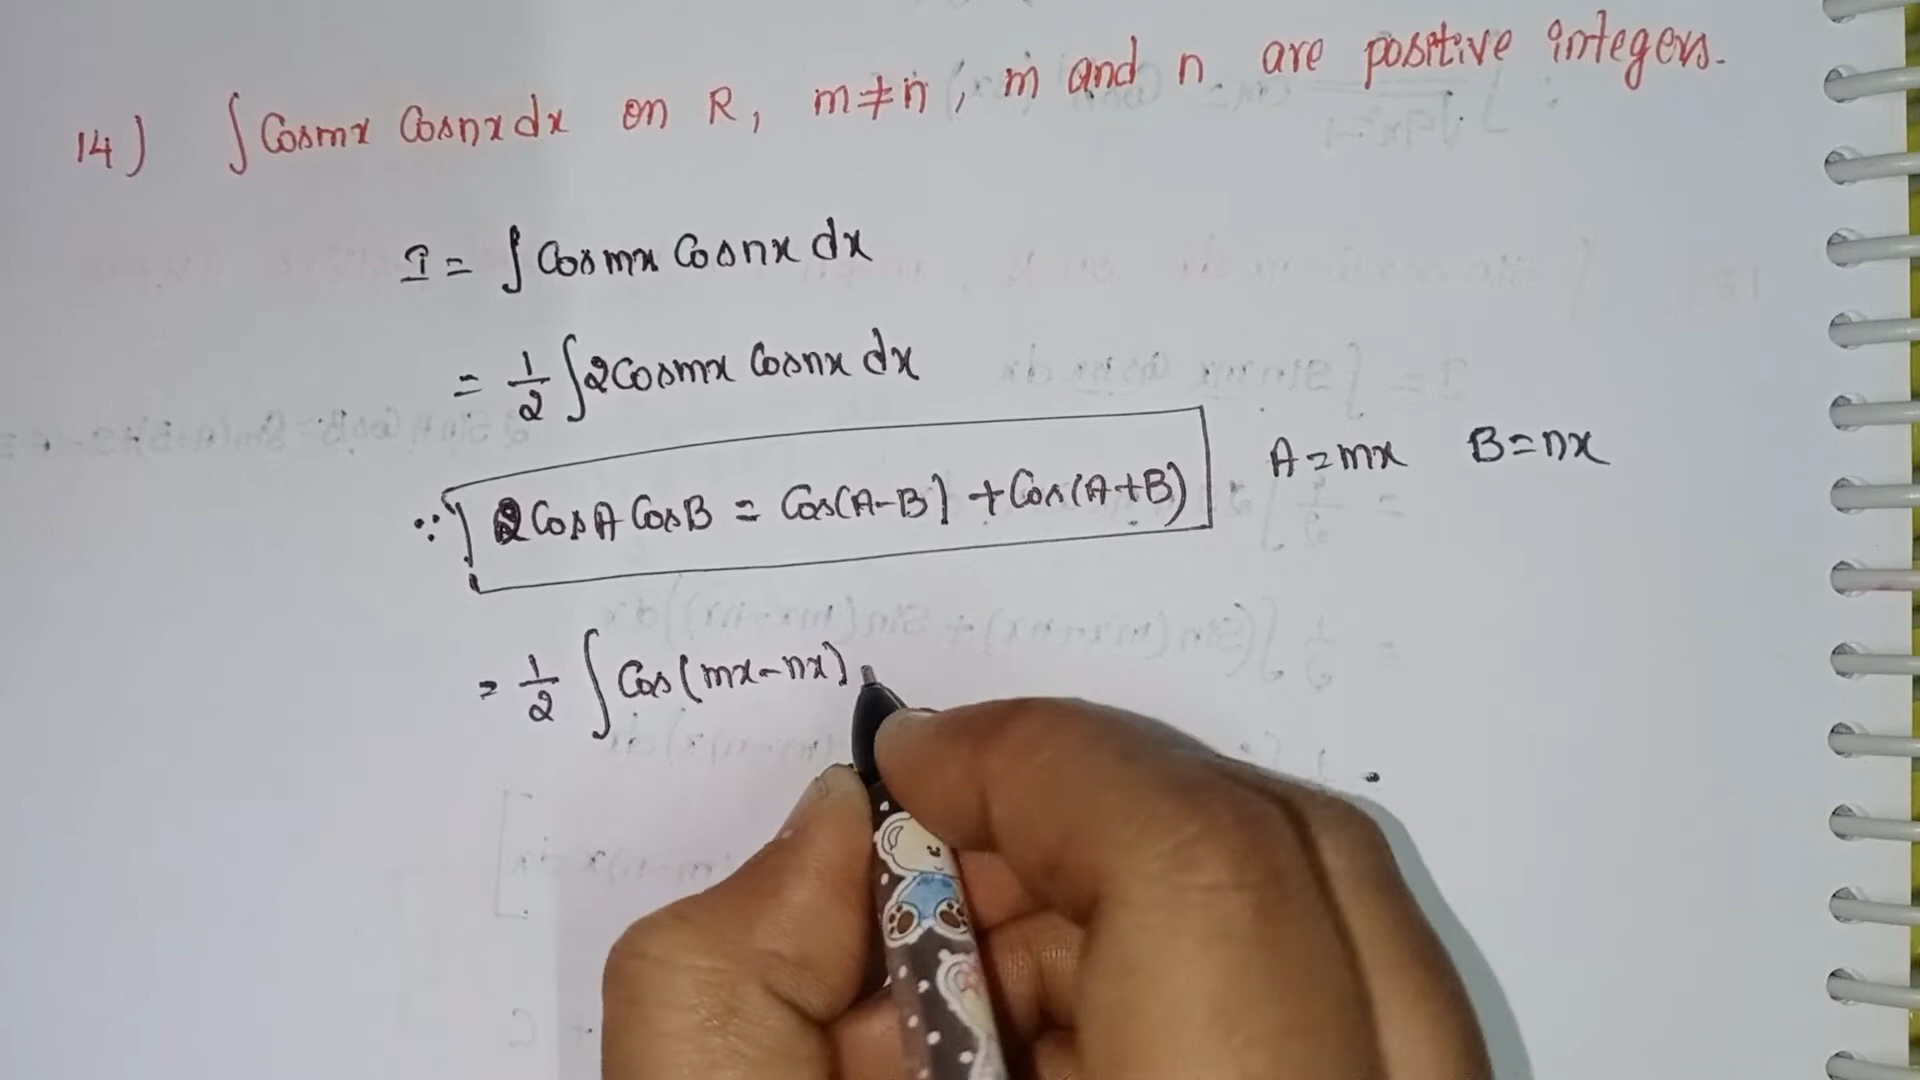 14) ∫ Cosmx Cosnx dx on R, m≠n, m and n are positive integers.
I = ∫ Cosmx Cosnx dx
= 1/2 ∫ 2Cosmx Cosnx dx
∵ 2CosA CosB = Cos(A-B) + Cos(A+B) A=mx B=nx
= 1/2 ∫ Cos(mx-nx)